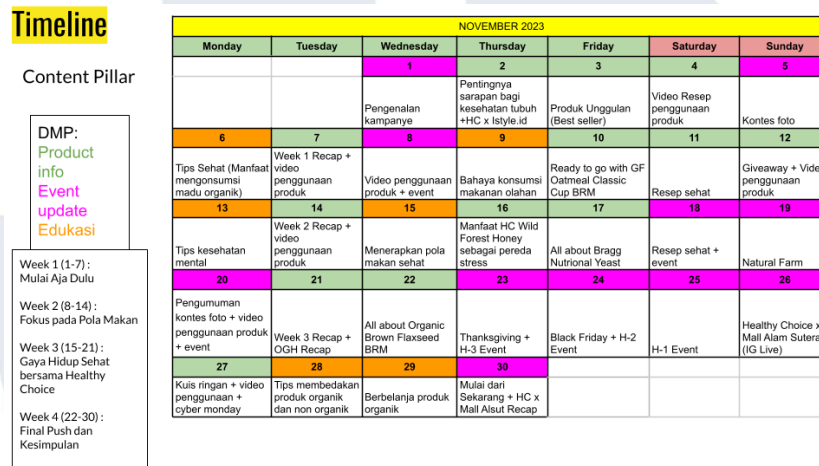 Timeline
Content Pillar
DMP:
Product
info
Event
update
Edukasi
Week 1 (1-7) :
Mulai Aja Dulu
Week 2 (8-14) :
Fokus pada Pola Makan
Week 3 (15-21) :
Gaya Hidup Sehat
bersama Healthy
Choice
Week 4 (22-30) :
Final Push dan
Kesimpulan
NOVEMBER 2023
Monday Tuesday Wednesday Thursday Friday Saturday Sunday
1 2 3 4 5
Pengenalan
kampanye
Pentingnya
sarapan bagi
kesehatan tubuh
+HC x Istyle.id
Produk Unggulan
(Best seller)
Video Resep
penggunaan
produk
Kontes foto
6 7 8 9 10 11 12
Tips Sehat (Manfaat
mengonsumsi
madu organik)
Week 1 Recap +
video
penggunaan
produk
Video penggunaan
produk + event
Bahaya konsumsi
makanan olahan
Ready to go with GF
Oatmeal Classic
Cup BRM
Resep sehat
Giveaway +
penggunaan
produk
13 14 15 16 17 18 19
Tips kesehatan
mental
Week 2 Recap +
video
penggunaan
produk
Menerapkan pola
makan sehat
Manfaat HC Wild
Forest Honey
sebagai pereda
stress
All about Bragg
Nutrional Yeast
Resep sehat +
event
Natural Farm
20 21 22 23 24 25 26
Pengumuman
kontes foto + video
penggunaan produk
+ event
Week 3 Recap +
OGH Recap
All about Organic
Brown Flaxseed
BRM
Thanksgiving +
H-3 Event
Black Friday + H-2
Event
H-1 Event
Healthy Choice x
Mall Alam Sutera
(IG Live)
27 28 29 30
Kuis ringan + video
penggunaan +
cyber monday
Tips membedakan
produk organik
dan non organik
Berbelanja produk
organik
Mulai dari
Sekarang + HC x
Mall Alsut Recap